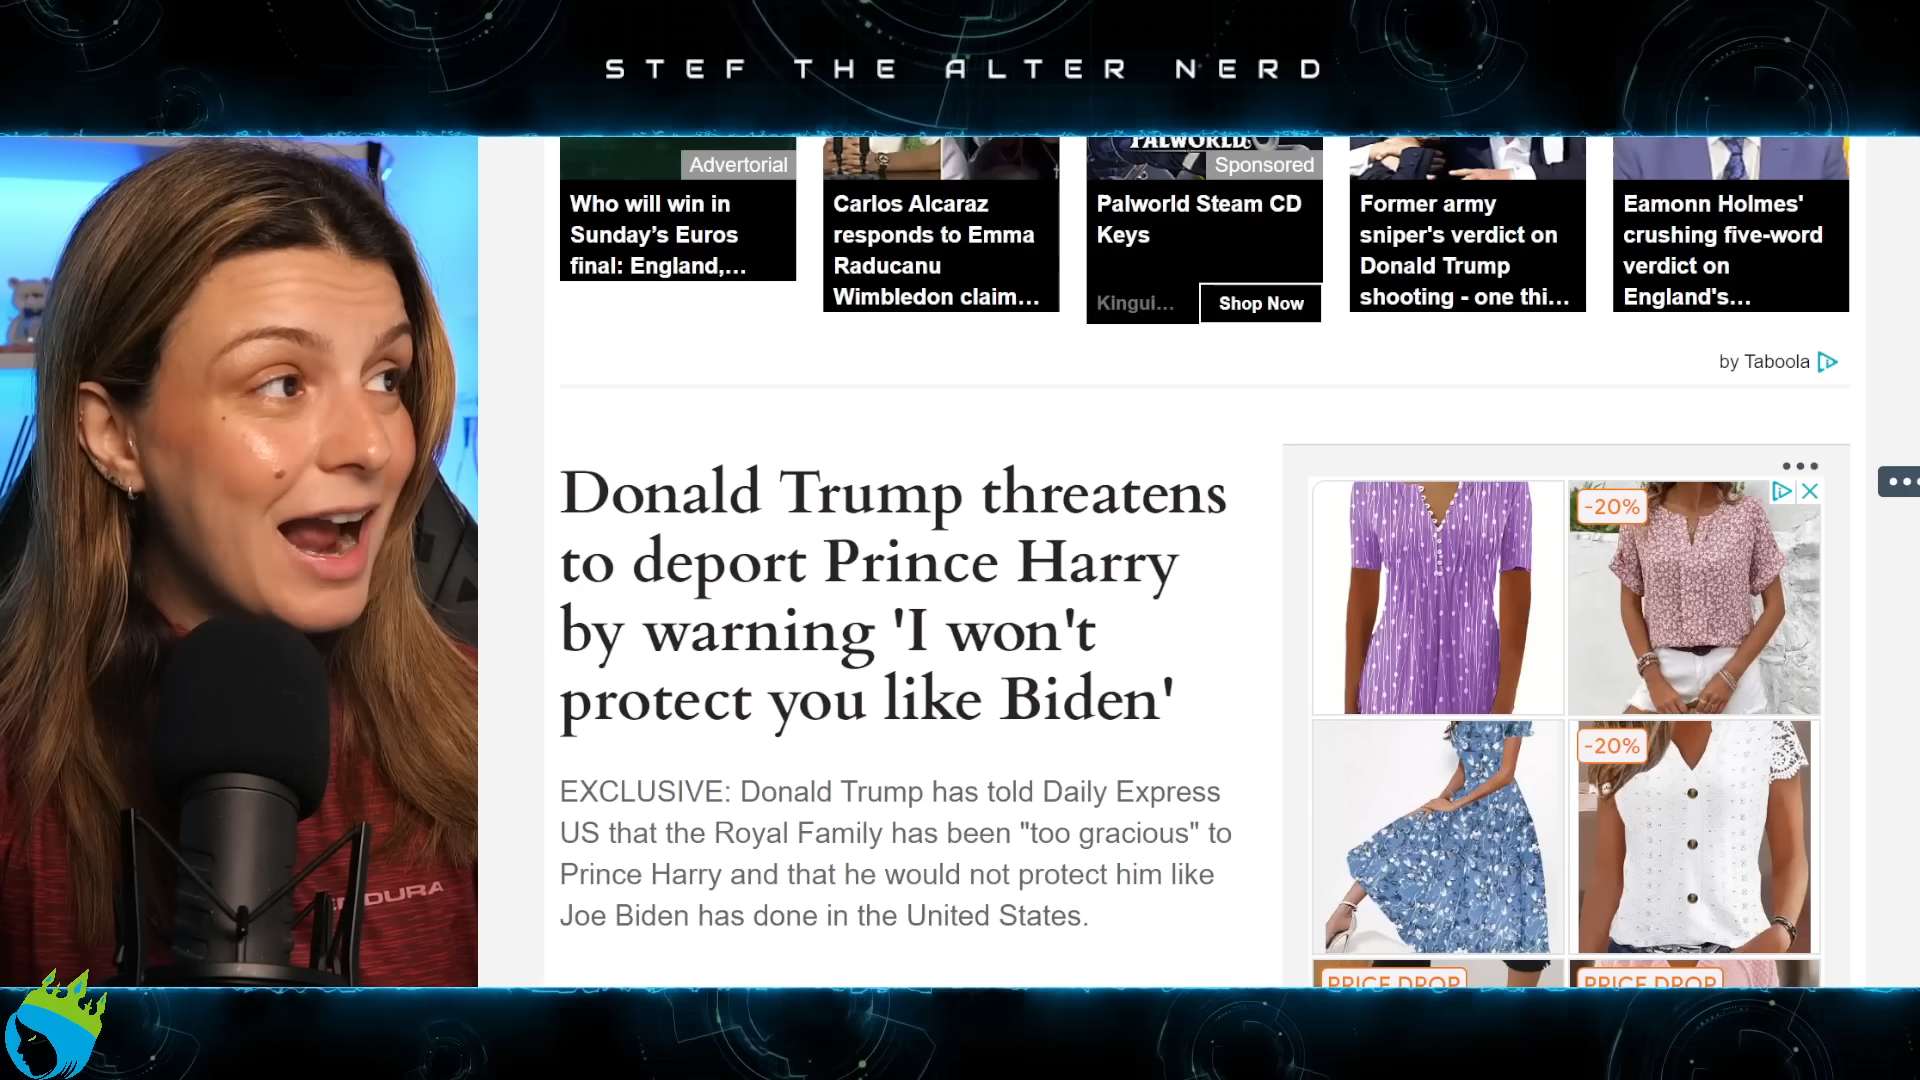 STEF THE ALTER NERD
PALWORLD
Advertorial
Who will win in
Sunday’s Euros
final: England,...
Carlos Alcaraz
responds to Emma
Raducanu
Wimbledon claim...
Sponsored
Palworld Steam CD
Keys
Kingui...
Shop Now
Former army
sniper's verdict on
Donald Trump
shooting - one thi...
Eamonn Holmes'
crushing five-word
verdict on
England's...
by Taboola
Donald Trump threatens
to deport Prince Harry
by warning 'I won't
protect you like Biden'
EXCLUSIVE: Donald Trump has told Daily Express
US that the Royal Family has been "too gracious" to
Prince Harry and that he would not protect him like
Joe Biden has done in the United States.
-20%
-20%
PRICE DROP
PRICE DROP
DURA